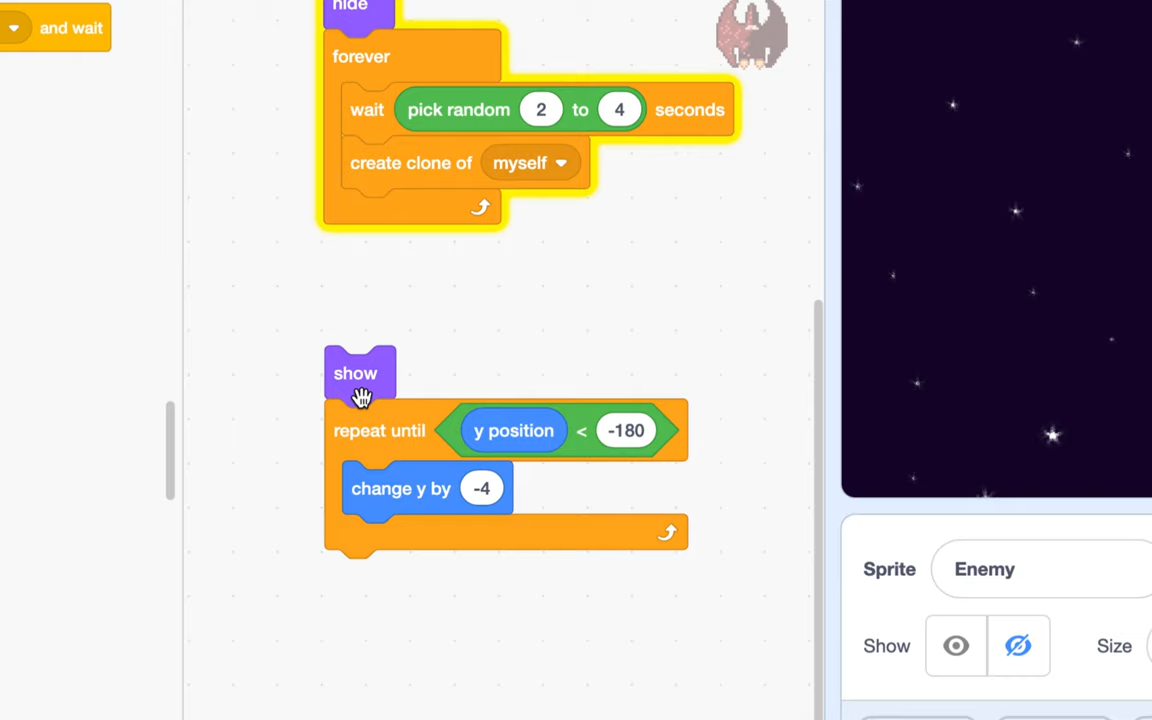 and wait
hide
forever
wait pick random 2 to 4 seconds
create clone of myself
show
repeat until y position < -180
change y by -4
Sprite Enemy
Show Size